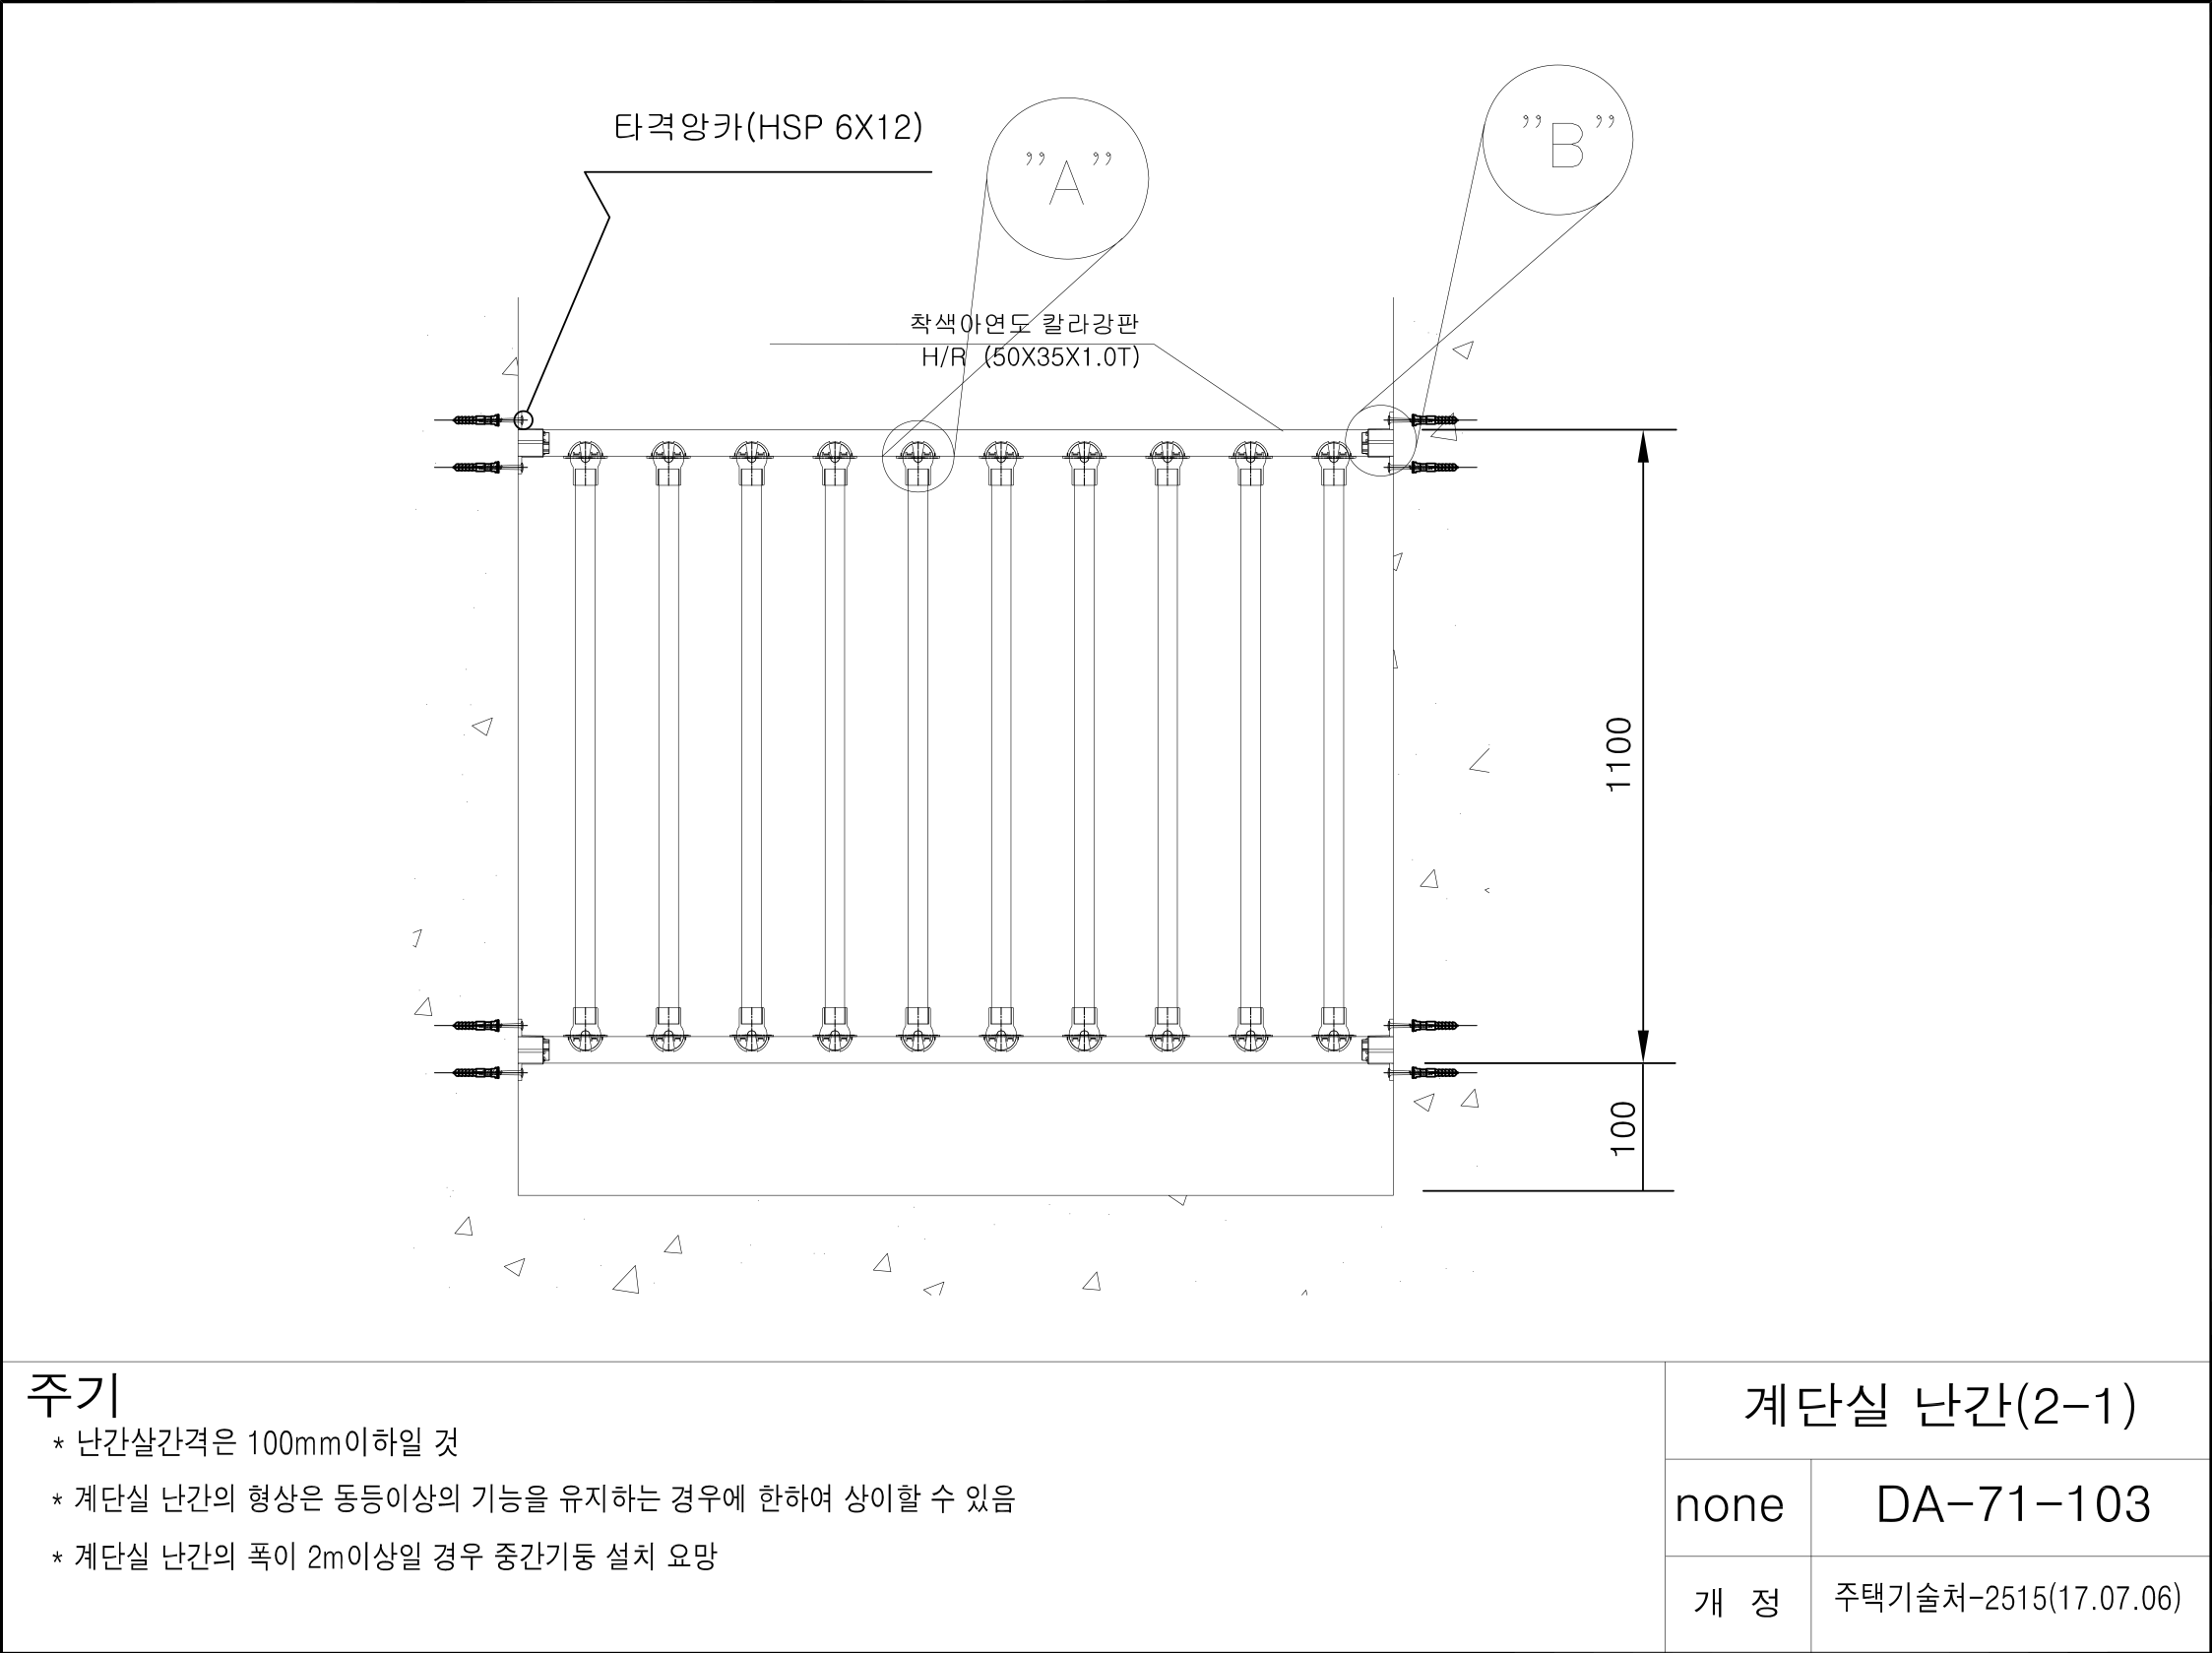 타격앙카(HSP 6X12)
"A"
"B"
착색아연도 칼라강판
H/R (50X35X1.0T)
1100
100
주기
* 난간살간격은 100mm이하일 것
* 계단실 난간의 형상은 동등이상의 기능을 유지하는 경우에 한하여 상이할 수 있음
* 계단실 난간의 폭이 2m이상일 경우 중간기둥 설치 요망
계단실 난간(2-1)
none
DA-71-103
개 정
주택기술처-2515(17.07.06)